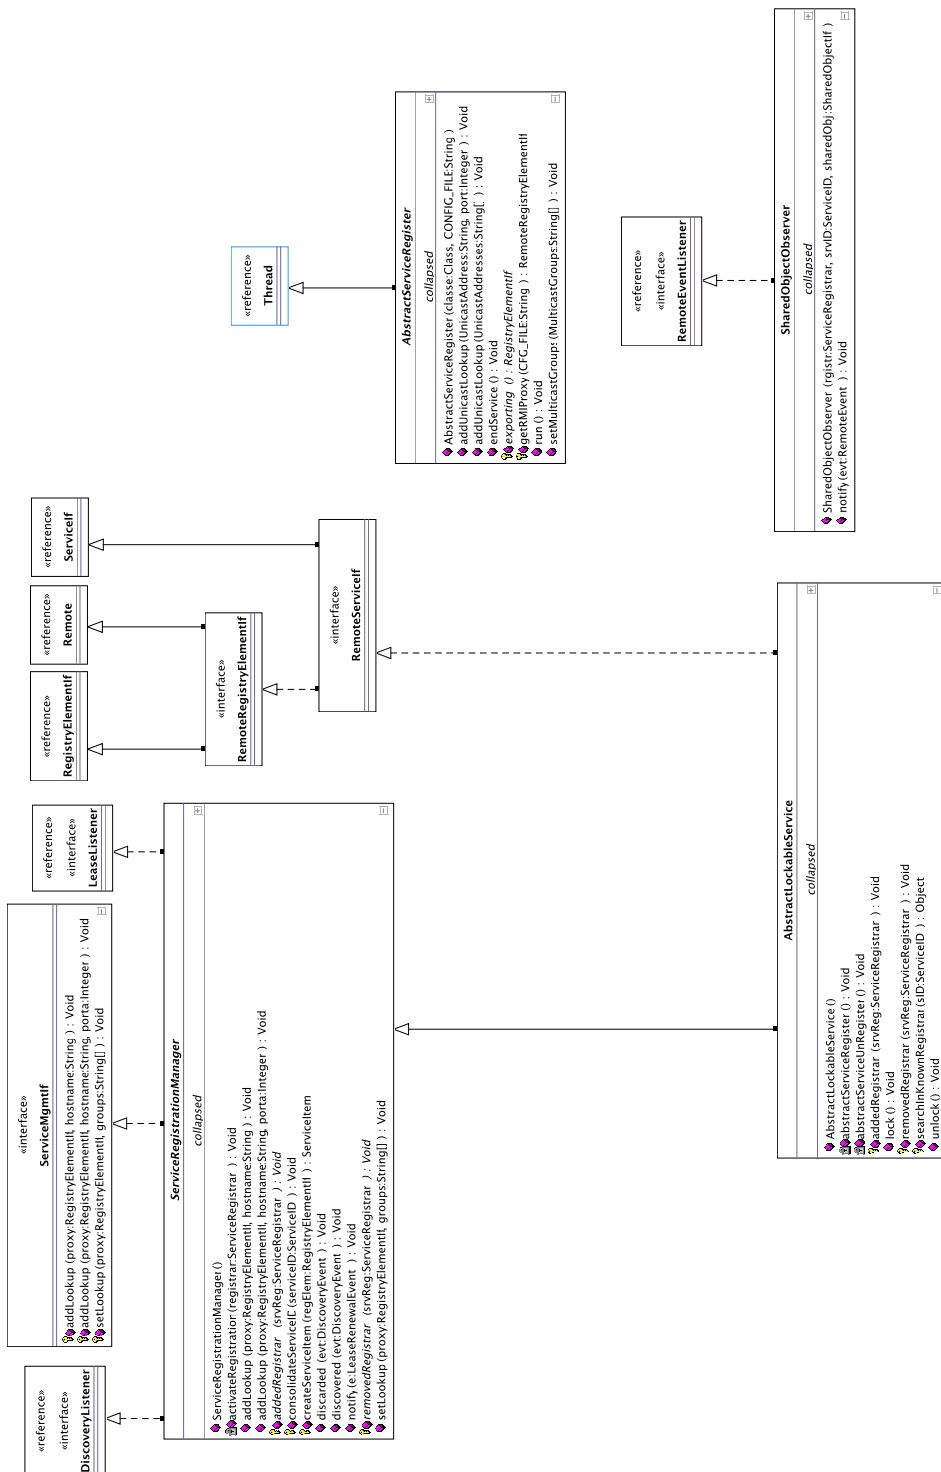 «reference»
«interface»
DiscoveryListener
«interface»
ServiceMgmtIf
addLookup (proxy:RegistryElementIf, hostname:String ) : Void
addLookup (proxy:RegistryElementIf, hostname:String, porta:Integer ) : Void
setLookup (proxy:RegistryElementIf, groups:String[] ) : Void
«reference»
«interface»
LeaseListener
«reference»
RegistryElementIf
«reference»
Remote
«reference»
ServiceIf
ServiceRegistrationManager
collapsed
ServiceRegistrationManager ()
activateRegistration (registrar:ServiceRegistrar ) : Void
addLookup (proxy:RegistryElementIf, hostname:String ) : Void
addLookup (proxy:RegistryElementIf, hostname:String, porta:Integer ) : Void
addedRegistrar (srvReg:ServiceRegistrar ) : Void
consolidateServiceID (serviceID:ServiceID ) : Void
createServiceItem (regElem:RegistryElementIf ) : ServiceItem
discarded (evt:DiscoveryEvent ) : Void
discovered (evt:DiscoveryEvent ) : Void
notify (e:LeaseRenewalEvent ) : Void
removedRegistrar (srvReg:ServiceRegistrar ) : Void
setLookup (proxy:RegistryElementIf, groups:String[] ) : Void
«interface»
RemoteRegistryElementIf
«interface»
RemoteServiceIf
«reference»
Thread
AbstractServiceRegister
collapsed
AbstractServiceRegister (classe:Class, CONFIG_FILE:String )
addUnicastLookup (UnicastAddress:String, port:Integer ) : Void
addUnicastLookup (UnicastAddresses:String[] ) : Void
endService () : Void
exporting () : RegistryElementIf
getRMIProxy (CFG_FILE:String ) : RemoteRegistryElementIf
run () : Void
setMulticastGroups (MulticastGroups:String[] ) : Void
«reference»
«interface»
RemoteEventListener
AbstractLockableService
collapsed
AbstractLockableService ()
abstractServiceRegister () : Void
abstractServiceUnRegister () : Void
addedRegistrar (srvReg:ServiceRegistrar ) : Void
lock () : Void
removedRegistrar (srvReg:ServiceRegistrar ) : Void
searchInKnownRegistrar (sID:ServiceID ) : Object
unlock () : Void
SharedObjectObserver
collapsed
SharedObjectObserver (rgistr:ServiceRegistrar, srvID:ServiceID, sharedObj:SharedObjectIf )
notify (evt:RemoteEvent ) : Void